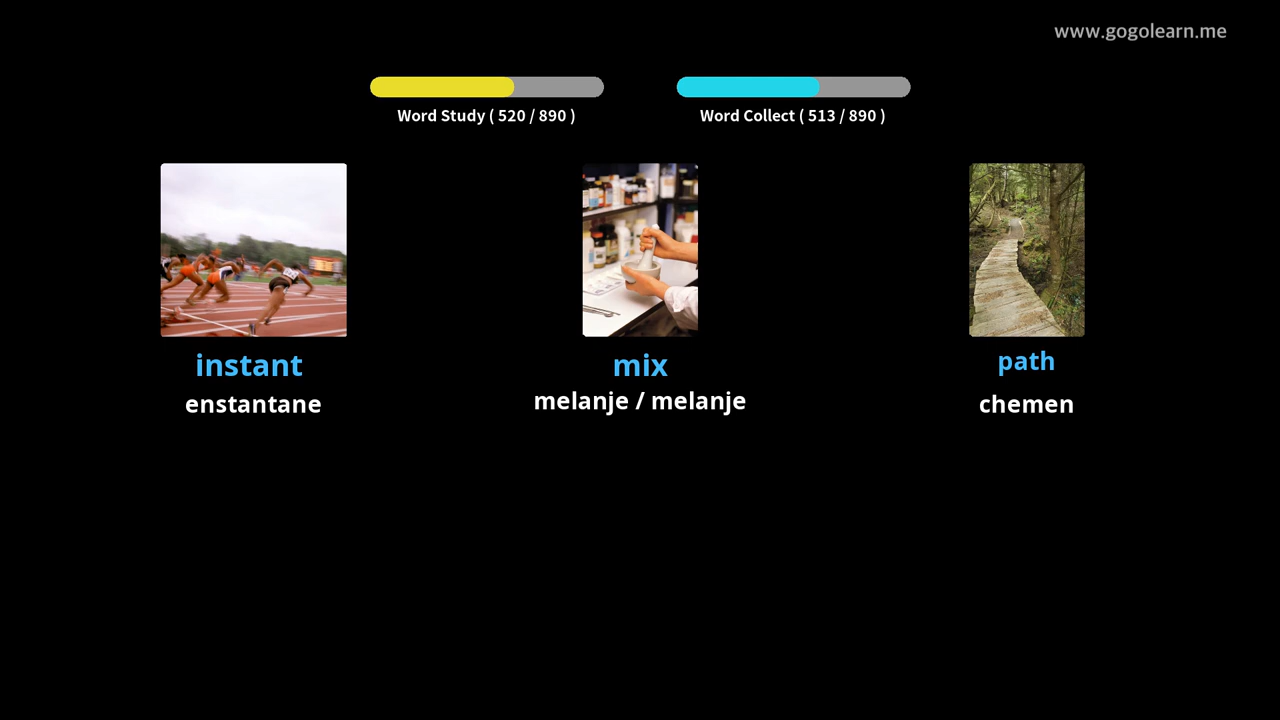 www.gogolearn.me
Word Study ( 520 / 890 )
Word Collect ( 513 / 890 )
instant
mix
path
enstantane
melanje / melanje
chemen